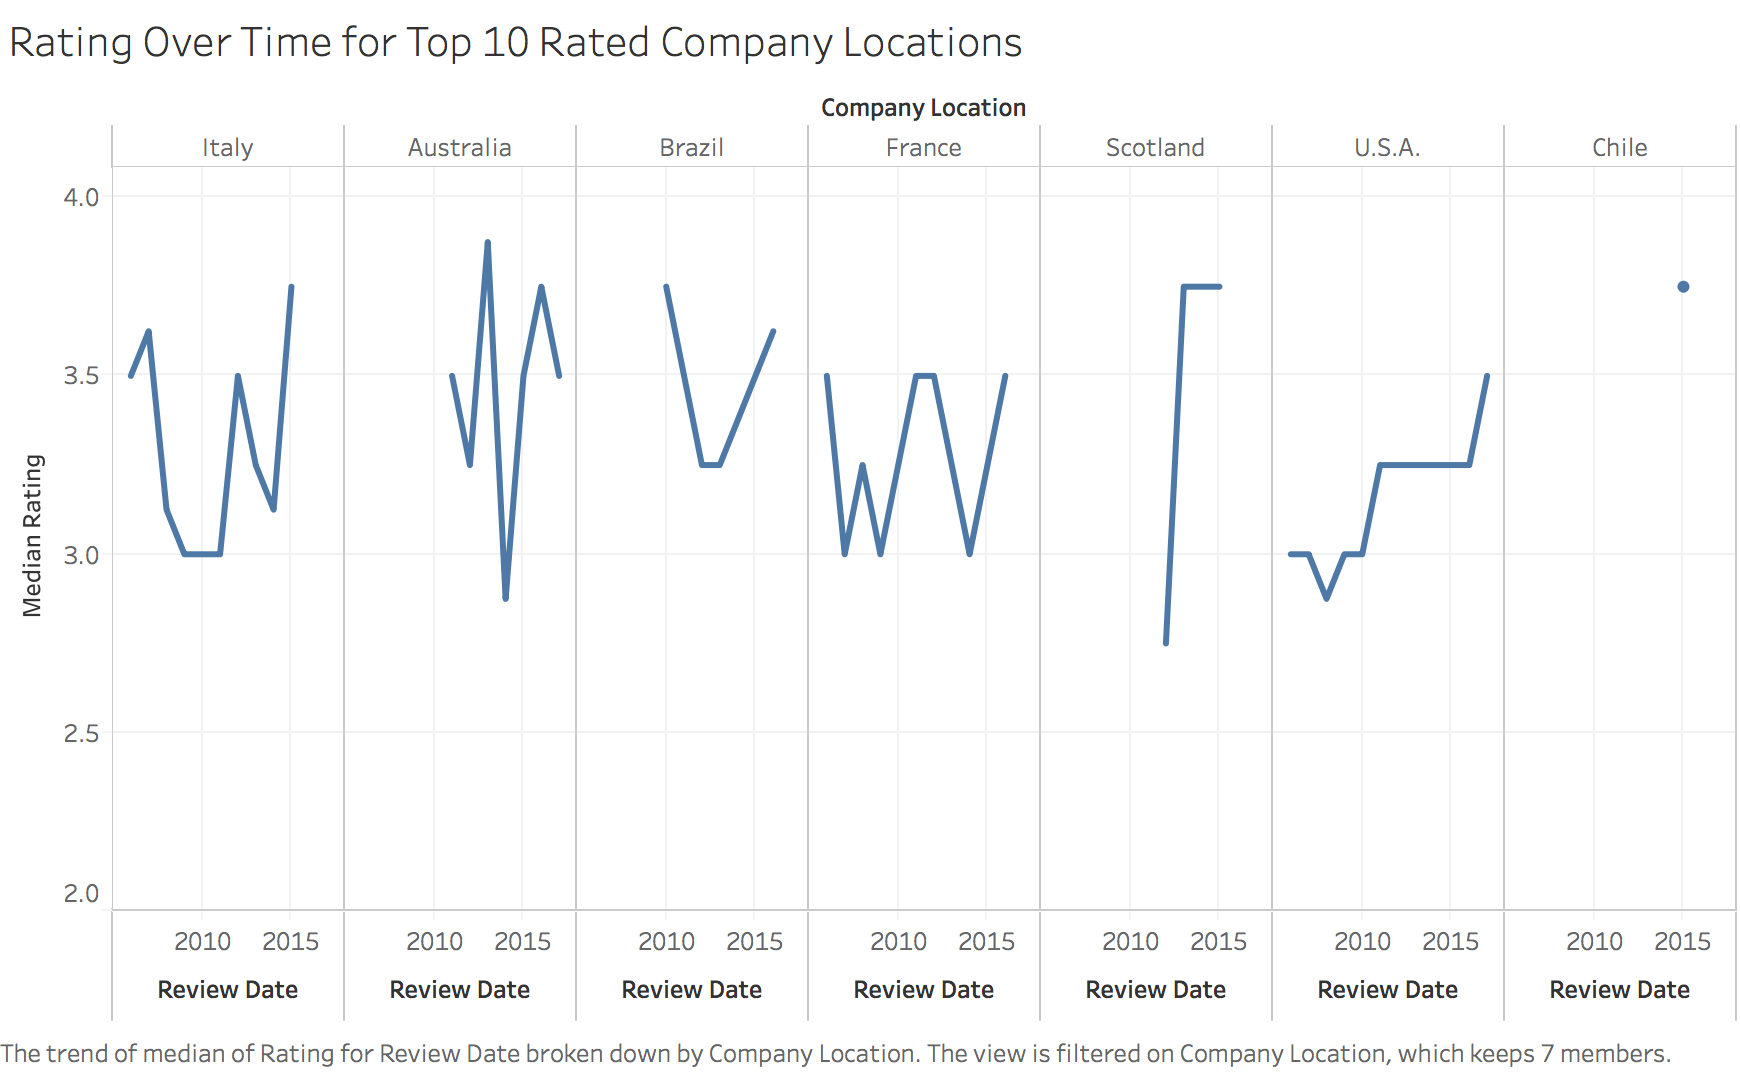 Rating Over Time for Top 10 Rated Company Locations
Company Location
Italy Australia Brazil France Scotland U.S.A. Chile
4.0
3.5
3.0
2.5
2.0
Median Rating
2010 2015 2010 2015 2010 2015 2010 2015 2010 2015 2010 2015 2010 2015
Review Date Review Date Review Date Review Date Review Date Review Date Review Date
The trend of median of Rating for Review Date broken down by Company Location. The view is filtered on Company Location, which keeps 7 members.